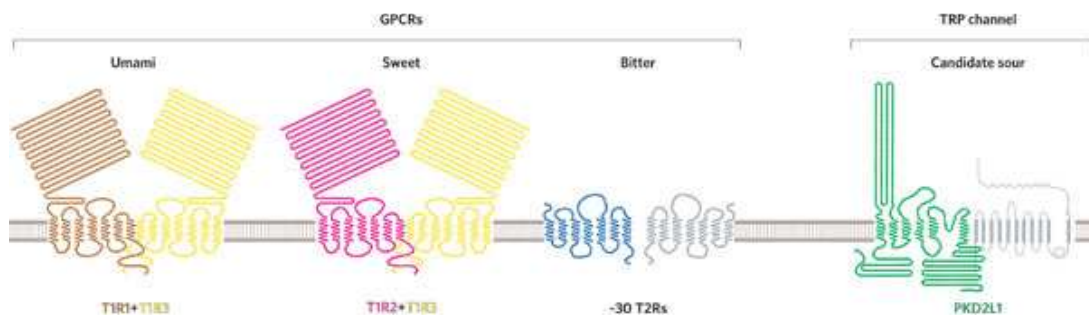 GPCRs
TRP channel
Umami
Sweet
Bitter
Candidate sour
T1R1+T1R3
T1R2+T1R3
~30 T2Rs
PKD2L1